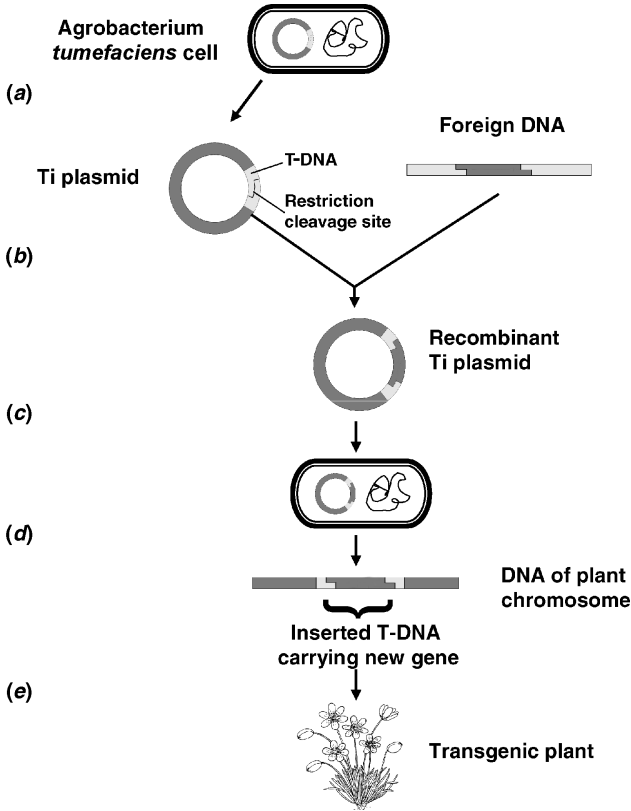 Agrobacterium
tumefaciens cell
(a)
Foreign DNA
Ti plasmid
T-DNA
Restriction
cleavage site
(b)
Recombinant
Ti plasmid
(c)
(d)
DNA of plant
chromosome
Inserted T-DNA
carrying new gene
(e)
Transgenic plant